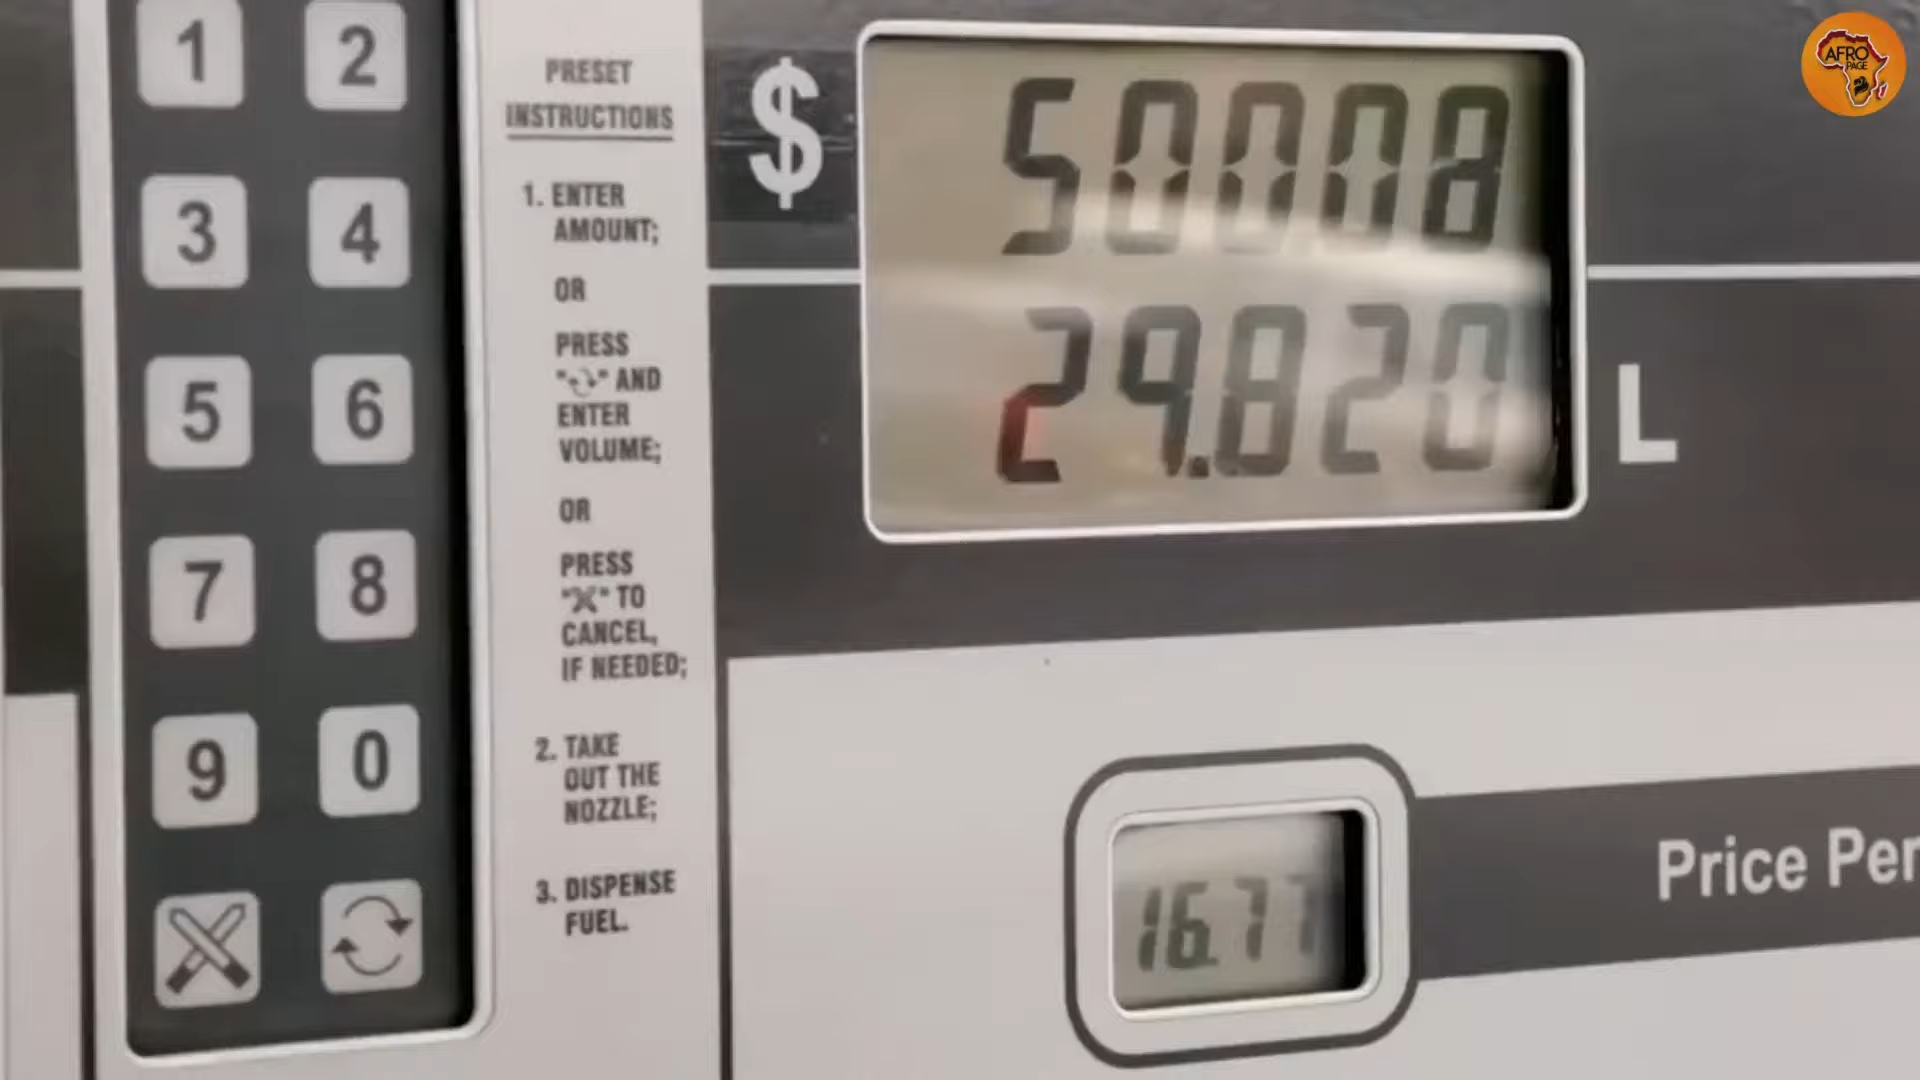 1 2
3 4
5 6
7 8
9 0
PRESET
INSTRUCTIONS
1. ENTER
AMOUNT;
OR
PRESS
"" AND
ENTER
VOLUME;
OR
PRESS
"X" TO
CANCEL,
IF NEEDED;
2. TAKE
OUT THE
NOZZLE;
3. DISPENSE
FUEL.
$ 500.08
29.820 L
16.77
Price Per
AFRO
PAGE